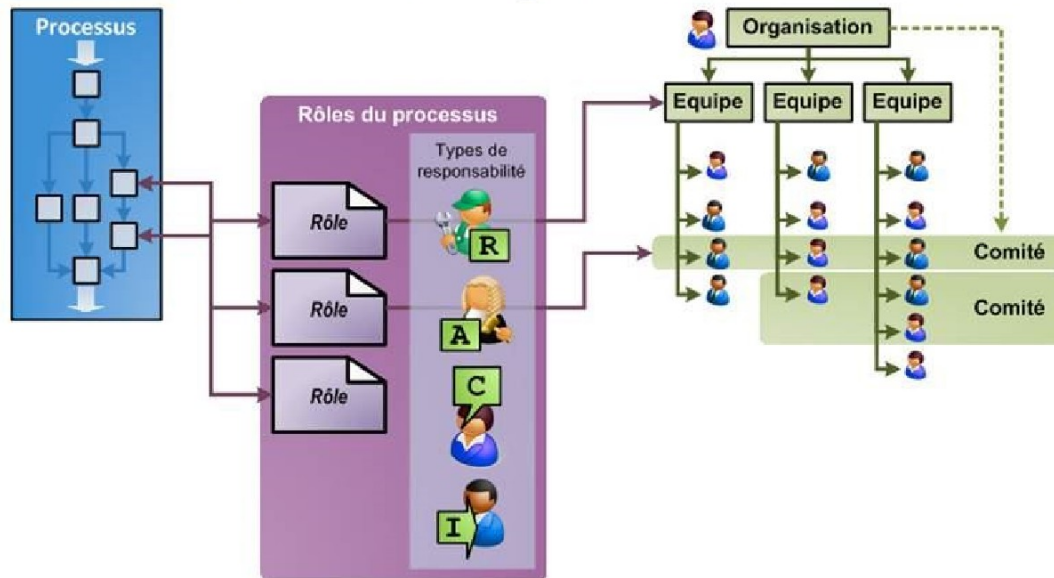 Processus
Organisation
Equipe
Equipe
Equipe
Rôles du processus
Types de
responsabilité
Rôle
R
Rôle
A
Rôle
C
I
Comité
Comité